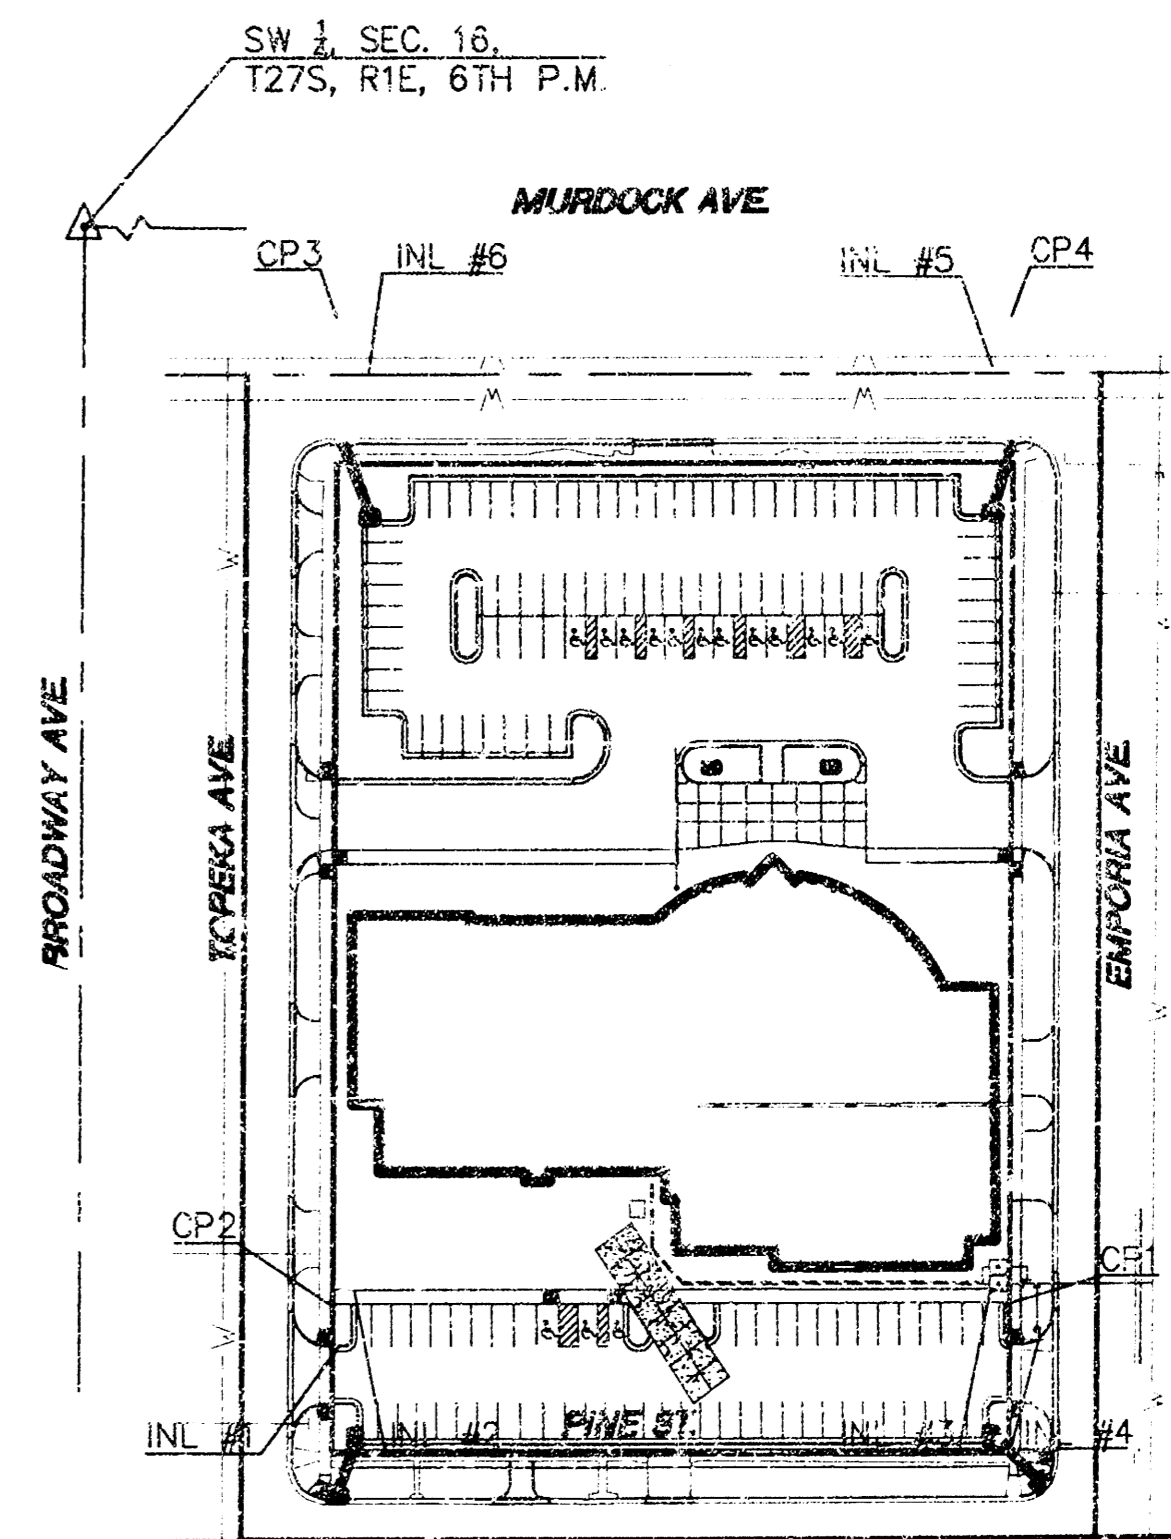 SW 1/4, SEC. 16,
T27S, R1E, 6TH P.M.
MURDOCK AVE
CP3
INL #6
INL #5
CP4
BROADWAY AVE
TOPEKA AVE
EMPORIA AVE
W
W
W
W
W
W
CP2
CP1
INL #1
INL #2
PINE ST.
INL #3
INL #4